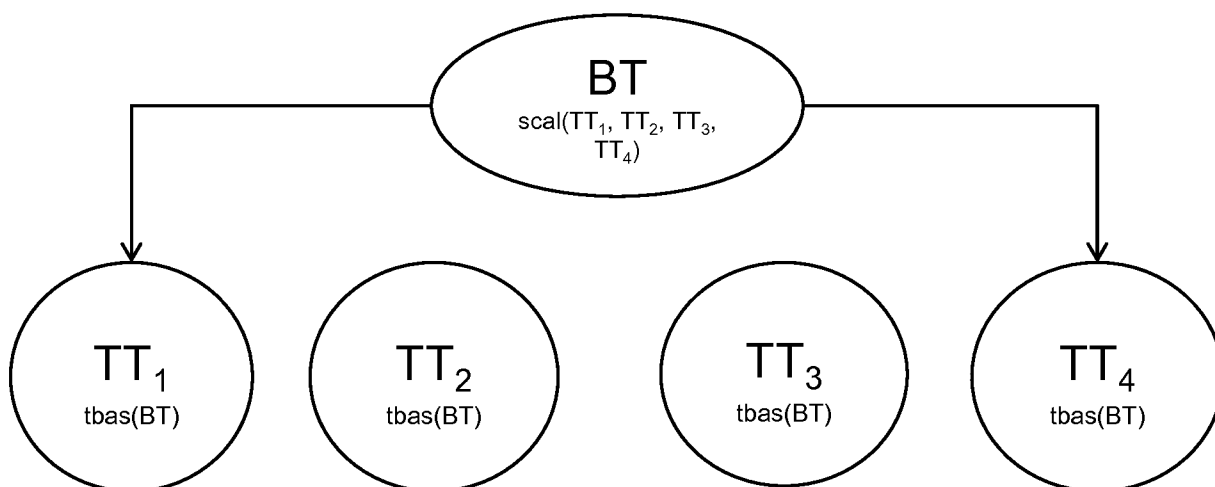 BT
scal(TT₁, TT₂, TT₃,
TT₄)
TT₁
tbas(BT)
TT₂
tbas(BT)
TT₃
tbas(BT)
TT₄
tbas(BT)